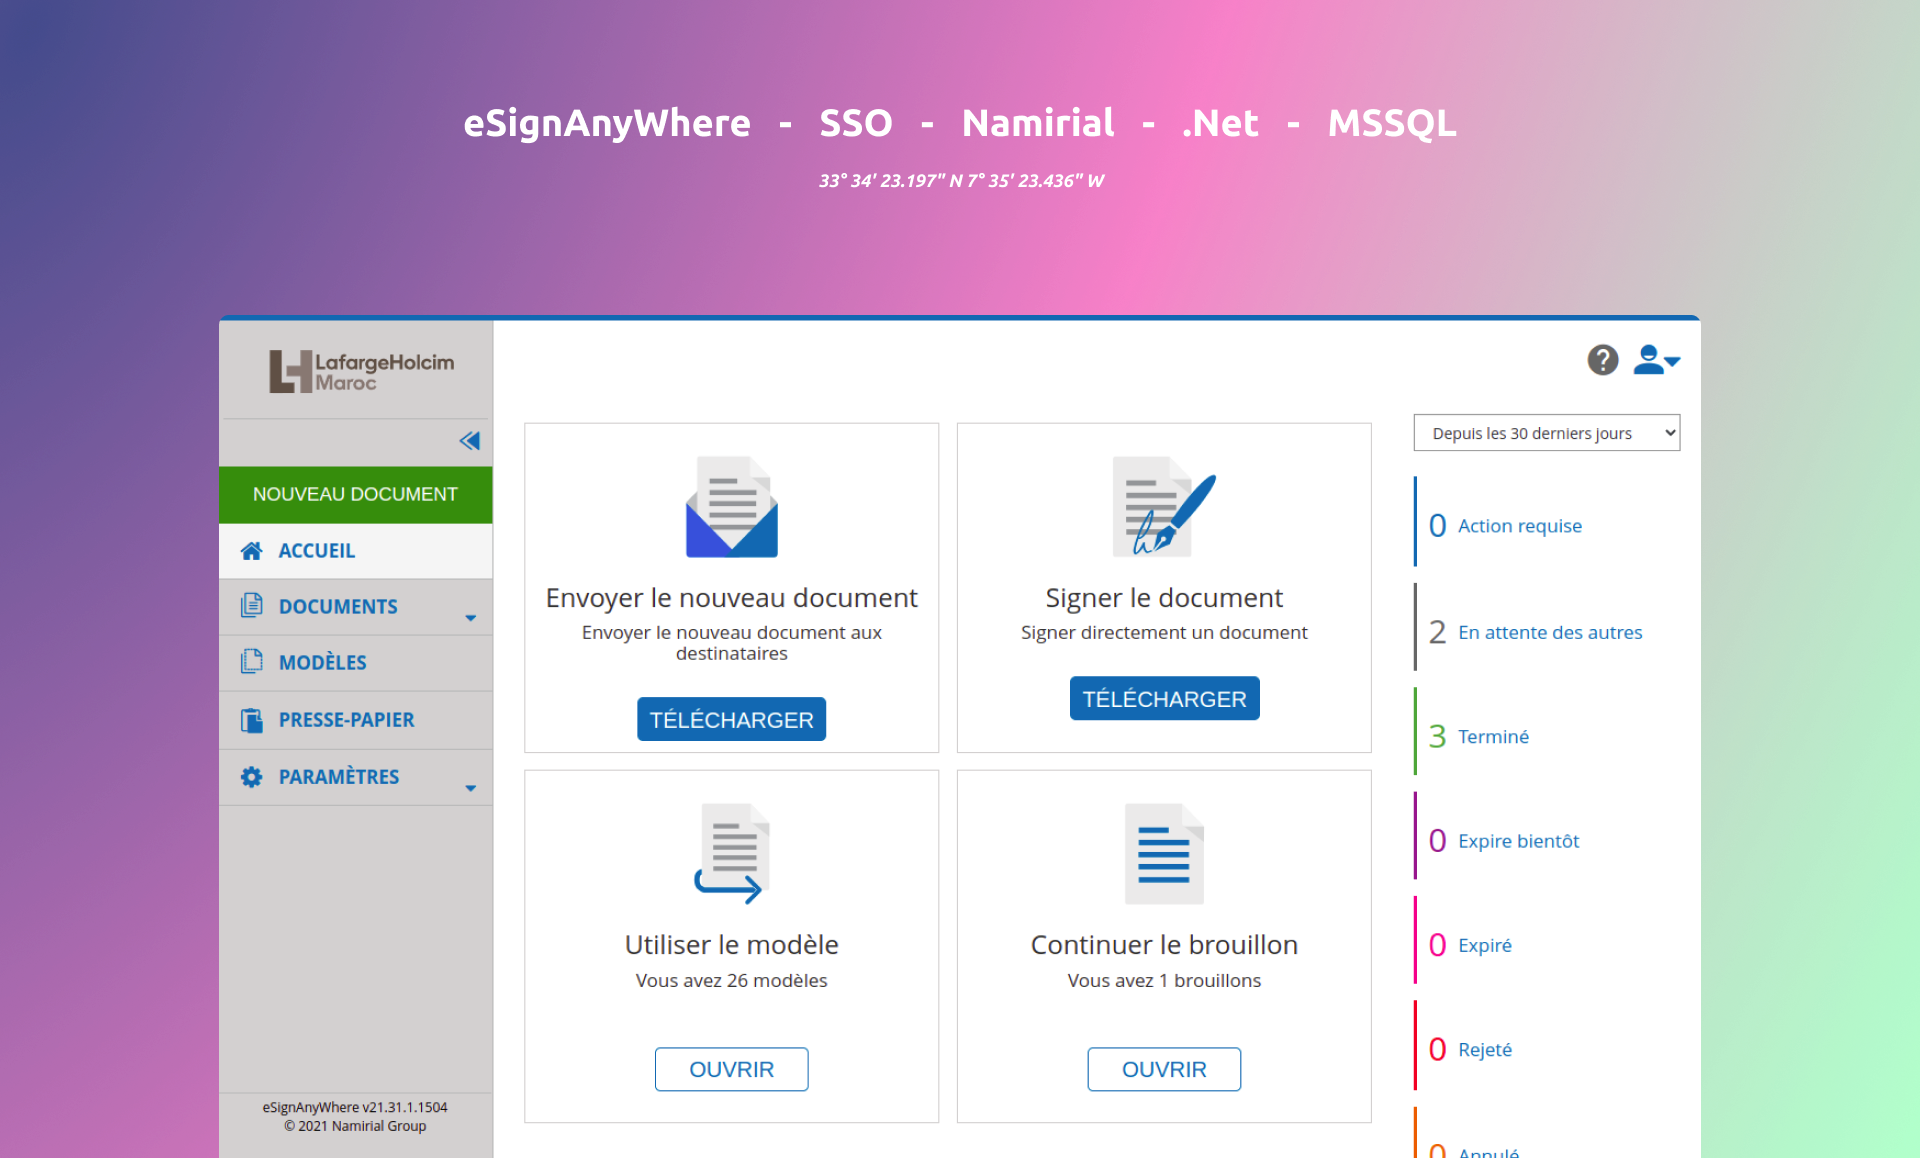 eSignAnyWhere - SSO - Namirial - .Net - MSSQL
33° 34' 23.197" N 7° 35' 23.436" W
LafargeHolcim
Maroc
NOUVEAU DOCUMENT
ACCUEIL
DOCUMENTS
MODÈLES
PRESSE-PAPIER
PARAMÈTRES
eSignAnyWhere v21.31.1.1504
© 2021 Namirial Group
Envoyer le nouveau document
Envoyer le nouveau document aux
destinataires
TÉLÉCHARGER
Signer le document
Signer directement un document
TÉLÉCHARGER
Utiliser le modèle
Vous avez 26 modèles
OUVRIR
Continuer le brouillon
Vous avez 1 brouillons
OUVRIR
?
Depuis les 30 derniers jours
0 Action requise
2 En attente des autres
3 Terminé
0 Expire bientôt
0 Expiré
0 Rejeté
0 Annulé